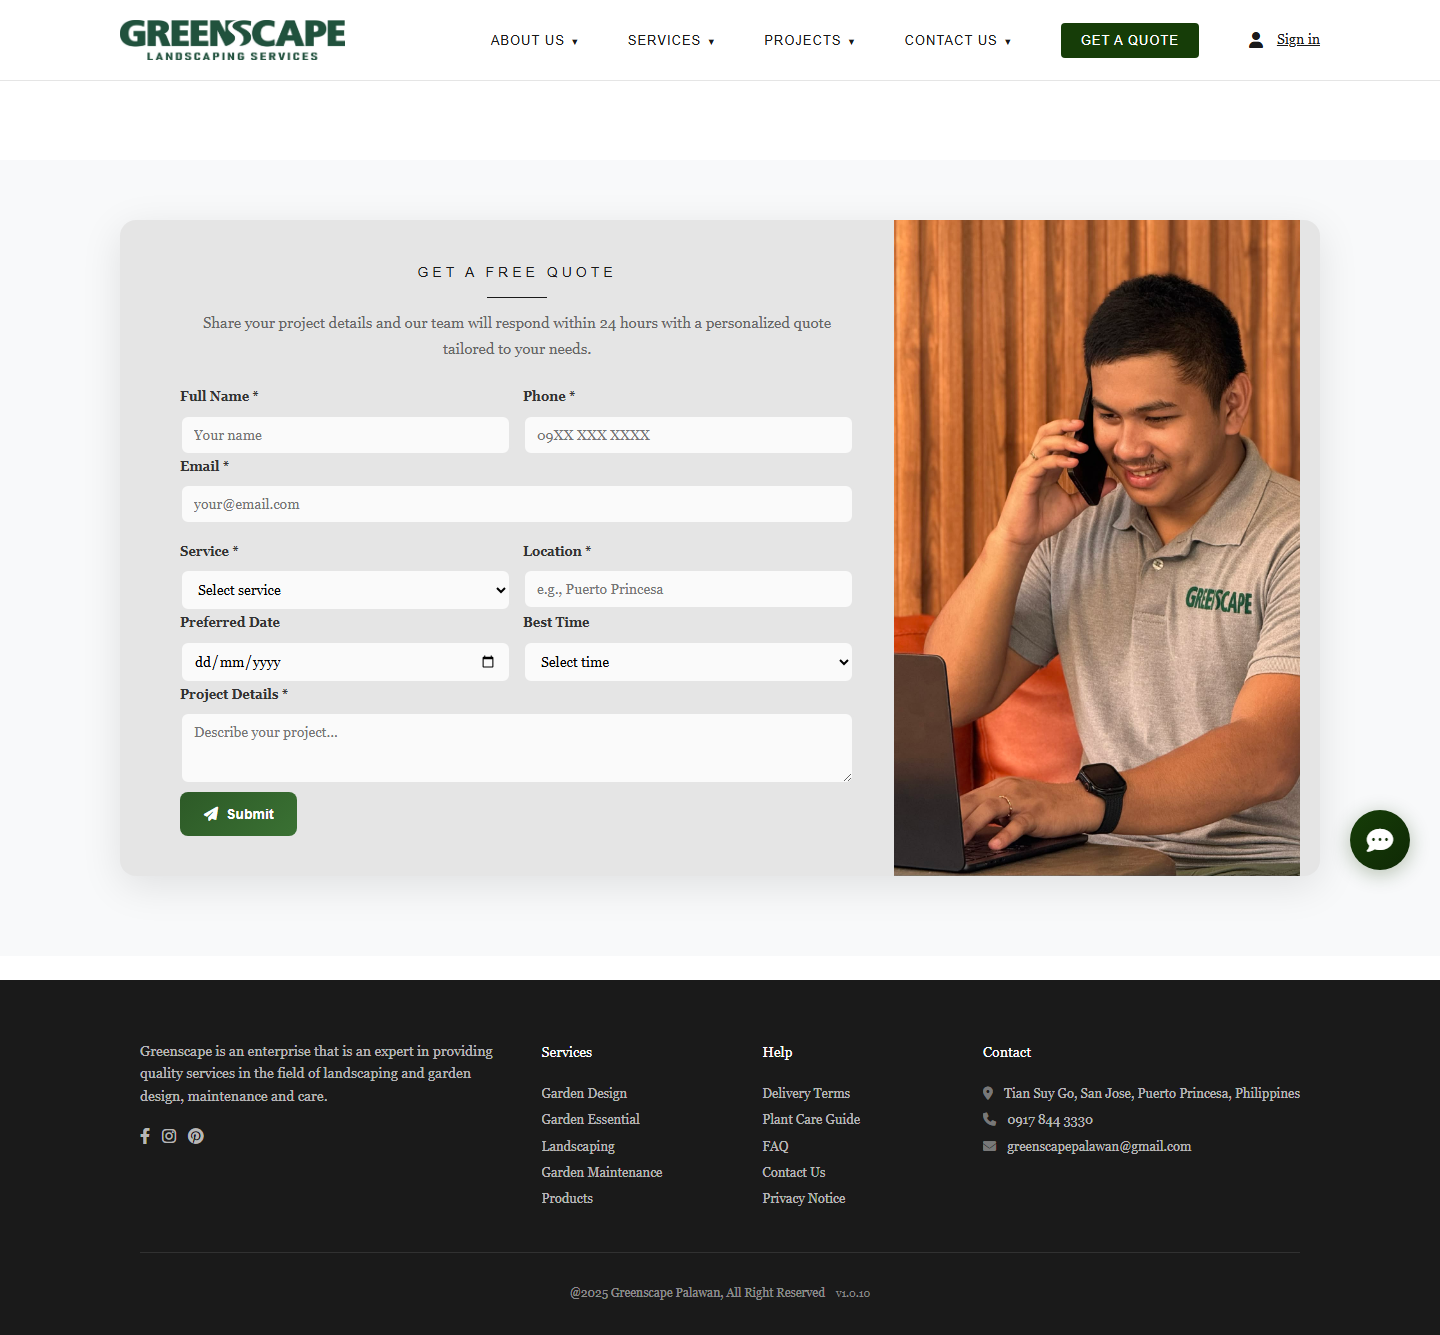 GREENSCAPE
LANDSCAPING SERVICES
ABOUT US ▾
SERVICES ▾
PROJECTS ▾
CONTACT US ▾
GET A QUOTE
Sign in
GET A FREE QUOTE
Share your project details and our team will respond within 24 hours with a personalized quote
tailored to your needs.
Full Name *
Phone *
Your name
09XX XXX XXXX
Email *
your@email.com
Service *
Location *
Select service
e.g., Puerto Princesa
Preferred Date
Best Time
dd/mm/yyyy
Select time
Project Details *
Describe your project...
Submit
GREENSCAPE
Greenscape is an enterprise that is an expert in providing
quality services in the field of landscaping and garden
design, maintenance and care.
Services
Garden Design
Garden Essential
Landscaping
Garden Maintenance
Products
Help
Delivery Terms
Plant Care Guide
FAQ
Contact Us
Privacy Notice
Contact
Tian Suy Go, San Jose, Puerto Princesa, Philippines
0917 844 3330
greenscapepalawan@gmail.com
@2025 Greenscape Palawan, All Right Reserved v1.0.10